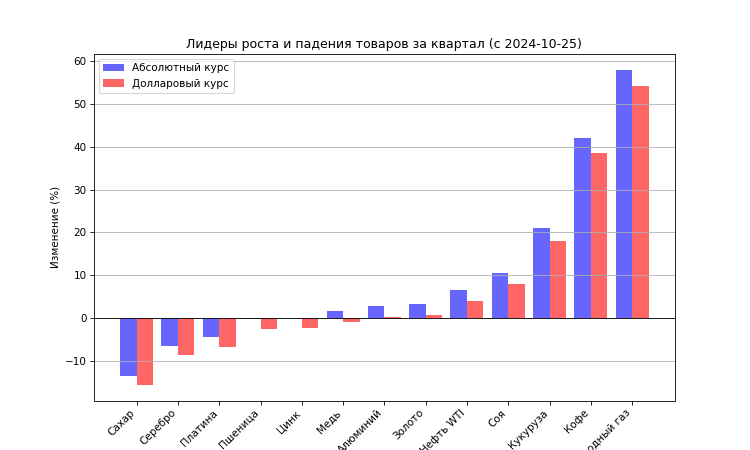 Лидеры роста и падения товаров за квартал (с 2024-10-25)
Абсолютный курс
Долларовый курс
Изменение (%)
60
50
40
30
20
10
0
−10
Сахар
Серебро
Платина
Пшеница
Цинк
Медь
Алюминий
Золото
Нефть WTI
Соя
Кукуруза
Кофе
газ